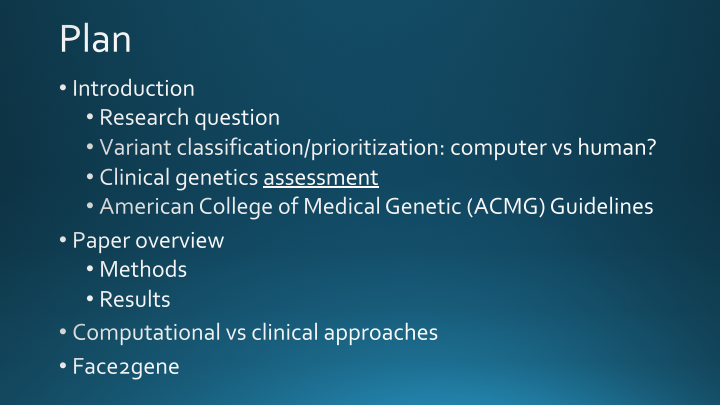 Plan
• Introduction
• Research question
• Variant classification/prioritization: computer vs human?
• Clinical genetics assessment
• American College of Medical Genetic (ACMG) Guidelines
• Paper overview
• Methods
• Results
• Computational vs clinical approaches
• Face2gene